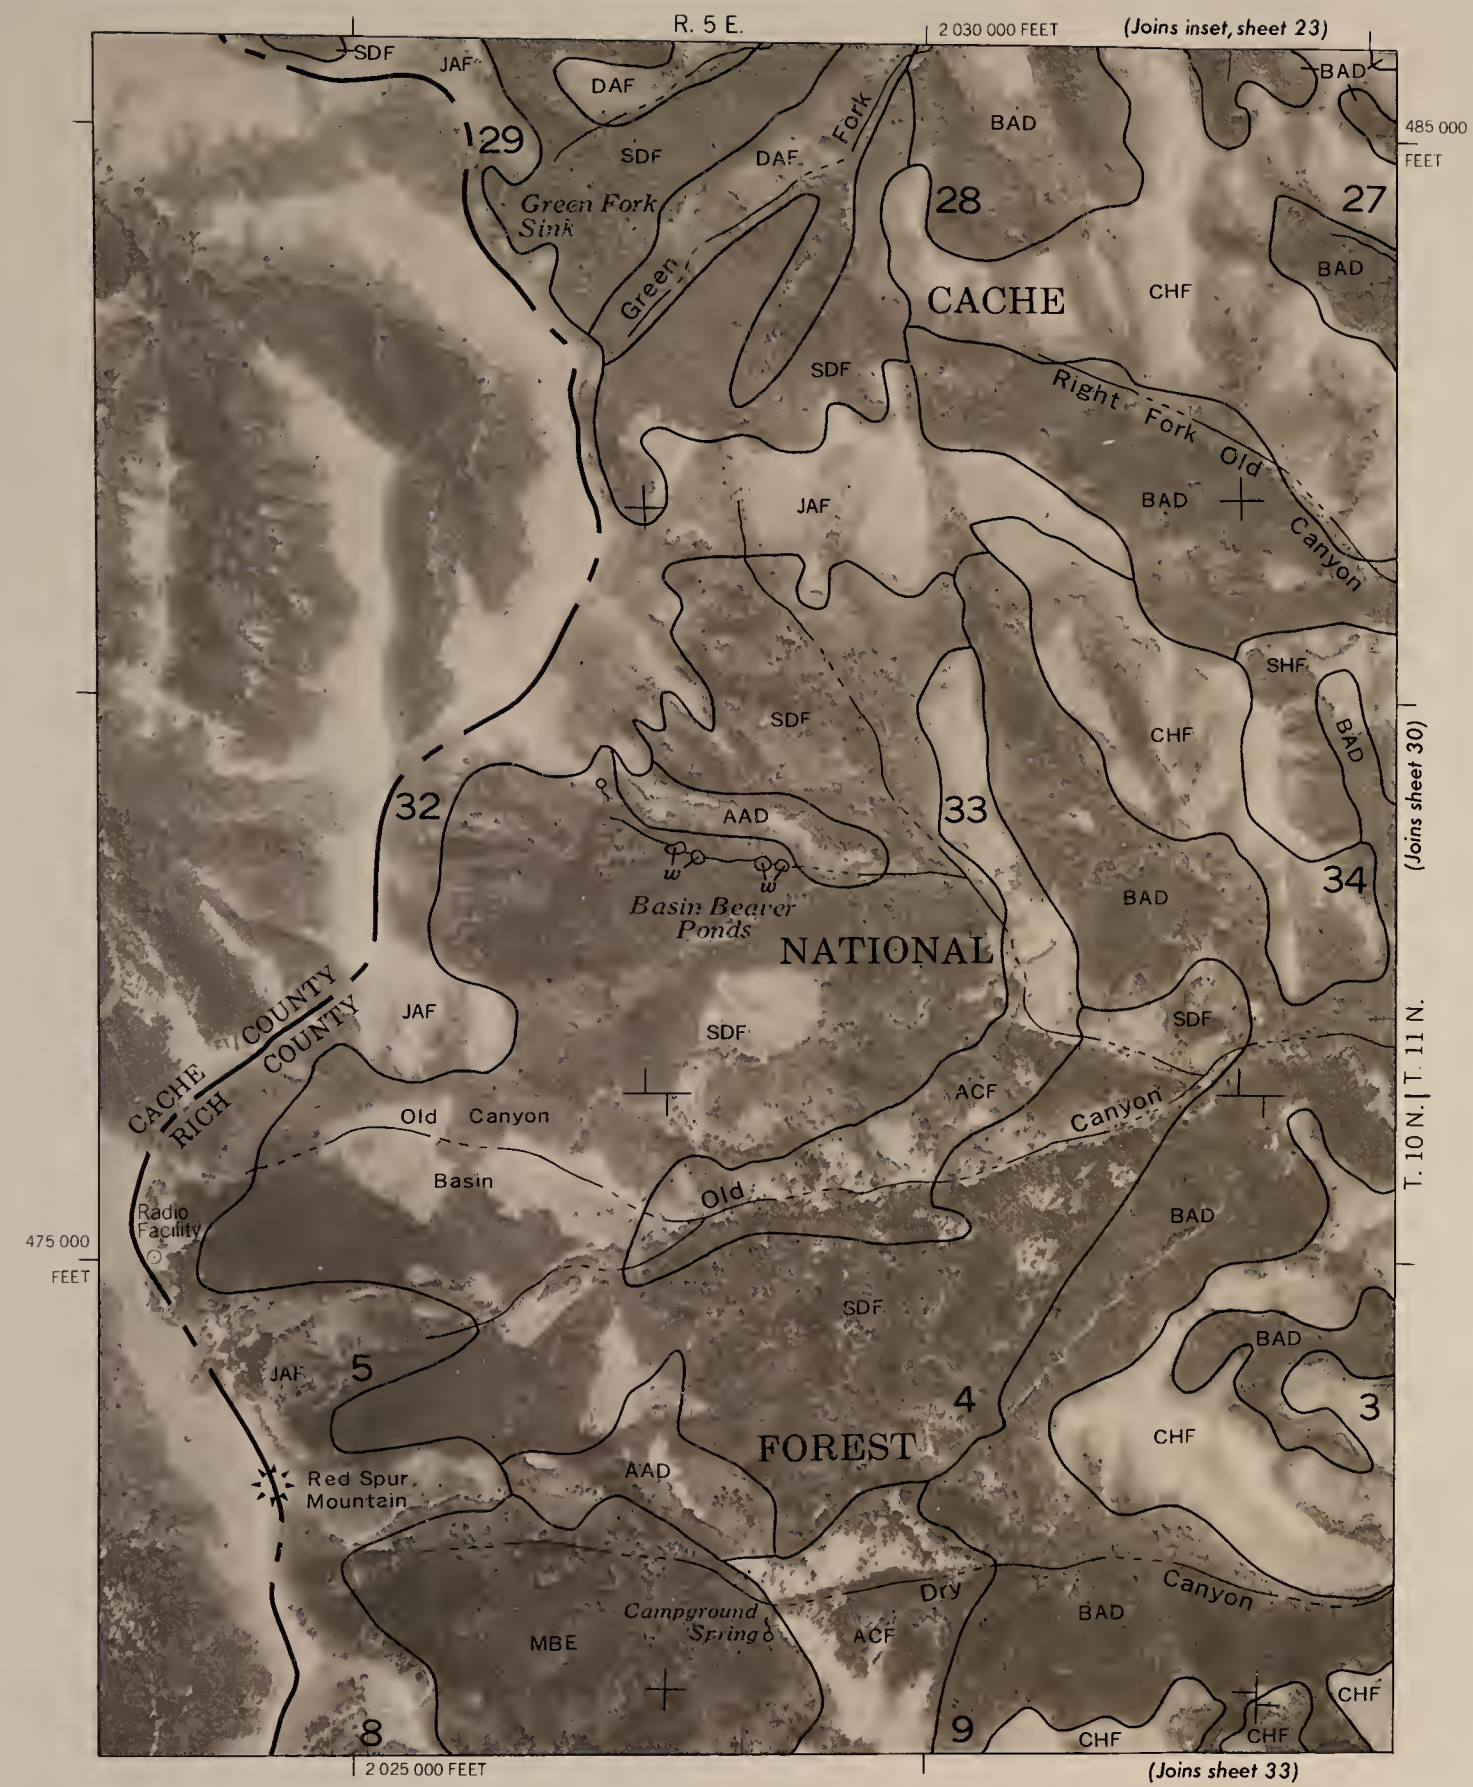 R. 5 E.
2 030 000 FEET
(Joins inset, sheet 23)
SDF
JAF
DAF
BAD
BAD
485 000
FEET
29
SDF
DAF
Fork
28
27
Green Fork
Sink
BAD
Green
CACHE
CHF
SDF
Right Fork Old Canyon
JAF
BAD
SHF
SDF
CHF
BAD
(Joins sheet 30)
32
AAD
33
34
w
w
BAD
Basin Beaver
Ponds
NATIONAL
CACHE COUNTY
RICH COUNTY
JAF
SDF
SDF
T. 10 N. | T. 11 N.
ACF
Old Canyon
Canyon
Basin
Old
Radio
Facility
BAD
475 000
FEET
SDF
BAD
JAF
5
4
3
CHF
FOREST
AAD
Red Spur
Mountain
Dry
Canyon
Campground
Spring
BAD
MBE
ACF
CHF
8
9
CHF
CHF
2 025 000 FEET
(Joins sheet 33)